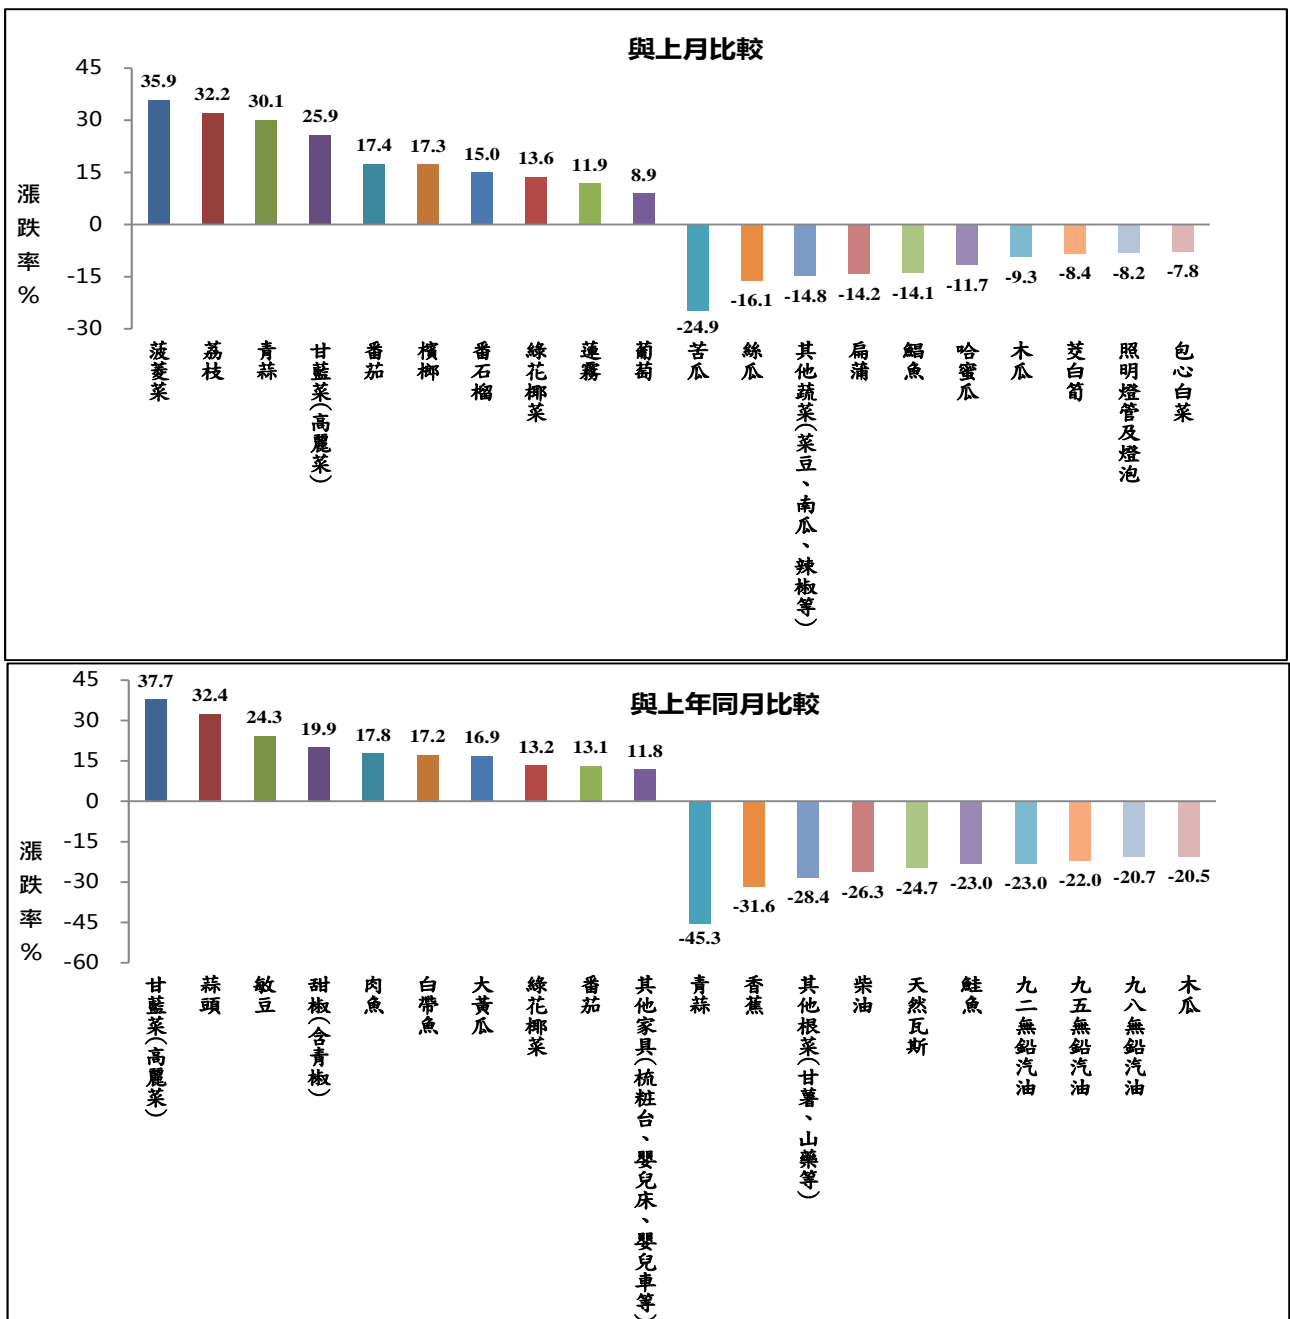 與上月比較
45
30
15
0
-15
-30
漲跌率%
35.9
32.2
30.1
25.9
17.4
17.3
15.0
13.6
11.9
8.9
-24.9
-16.1
-14.8
-14.2
-14.1
-11.7
-9.3
-8.4
-8.2
-7.8
菠菱菜
荔枝
青蒜
甘藍菜(高麗菜)
番茄
檳榔
番石榴
綠花椰菜
蓮霧
葡萄
苦瓜
絲瓜
其他蔬菜(菜豆、南瓜、辣椒等)
扁蒲
鯧魚
哈蜜瓜
木瓜
茭白筍
照明燈管及燈泡
包心白菜
與上年同月比較
45
30
15
0
-15
-30
-45
-60
漲跌率%
37.7
32.4
24.3
19.9
17.8
17.2
16.9
13.2
13.1
11.8
-45.3
-31.6
-28.4
-26.3
-24.7
-23.0
-23.0
-22.0
-20.7
-20.5
甘藍菜(高麗菜)
蒜頭
敏豆
甜椒(含青椒)
肉魚
白帶魚
大黃瓜
綠花椰菜
番茄
其他家具(梳粧台、嬰兒床、嬰兒車等)
青蒜
香蕉
其他根菜(甘薯、山藥等)
柴油
天然瓦斯
鮭魚
九二無鉛汽油
九五無鉛汽油
九八無鉛汽油
木瓜